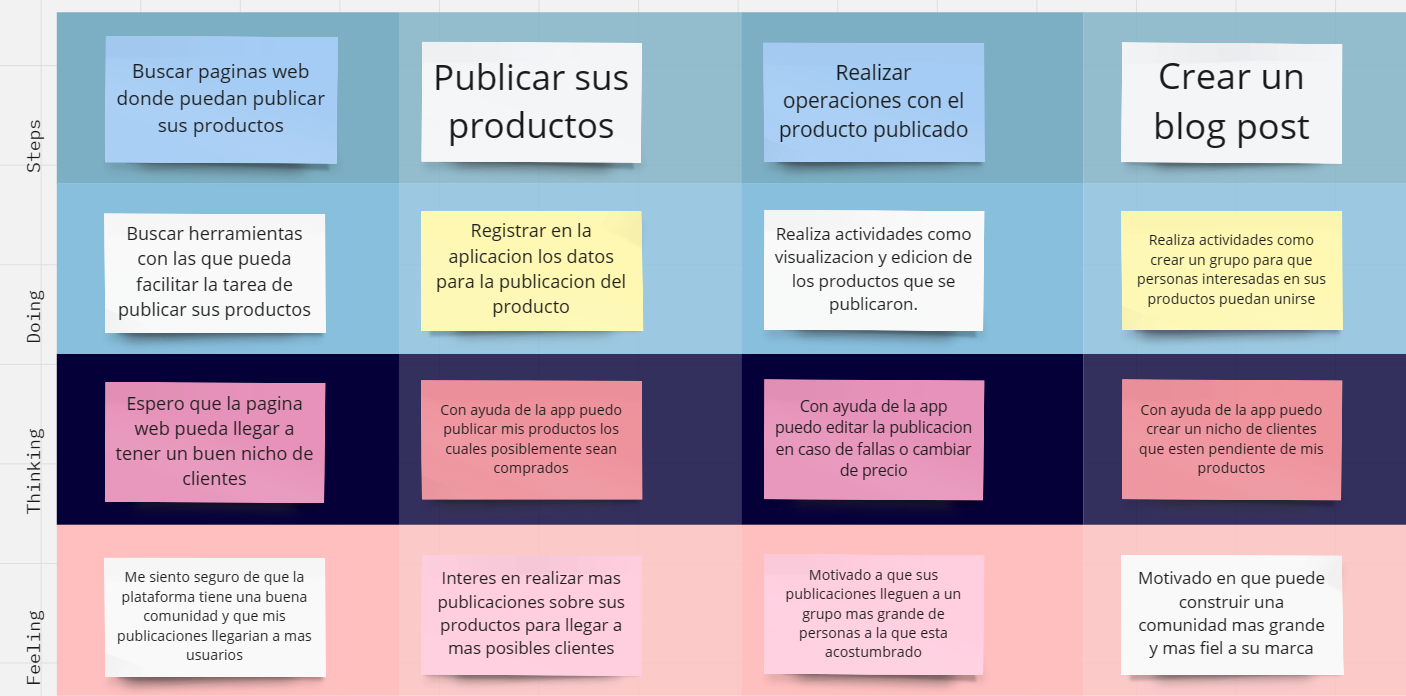 Steps
Buscar paginas web
donde puedan publicar
sus productos
Publicar sus
productos
Realizar
operaciones con el
producto publicado
Crear un
blog post
Doing
Buscar herramientas
con las que pueda
facilitar la tarea de
publicar sus productos
Registrar en la
aplicacion los datos
para la publicacion del
producto
Realiza actividades como
visualizacion y edicion de
los productos que se
publicaron.
Realiza actividades como
crear un grupo para que
personas interesadas en sus
productos puedan unirse
Thinking
Espero que la pagina
web pueda llegar a
tener un buen nicho de
clientes
Con ayuda de la app puedo
publicar mis productos los
cuales posiblemente sean
comprados
Con ayuda de la app
puedo editar la publicacion
en caso de fallas o cambiar
de precio
Con ayuda de la app puedo
crear un nicho de clientes
que esten pendiente de mis
productos
Feeling
Me siento seguro de que la
plataforma tiene una buena
comunidad y que mis
publicaciones llegarian a mas
usuarios
Interes en realizar mas
publicaciones sobre sus
productos para llegar a
mas posibles clientes
Motivado a que sus
publicaciones lleguen a un
grupo mas grande de
personas a la que esta
acostumbrado
Motivado en que puede
construir una
comunidad mas grande
y mas fiel a su marca